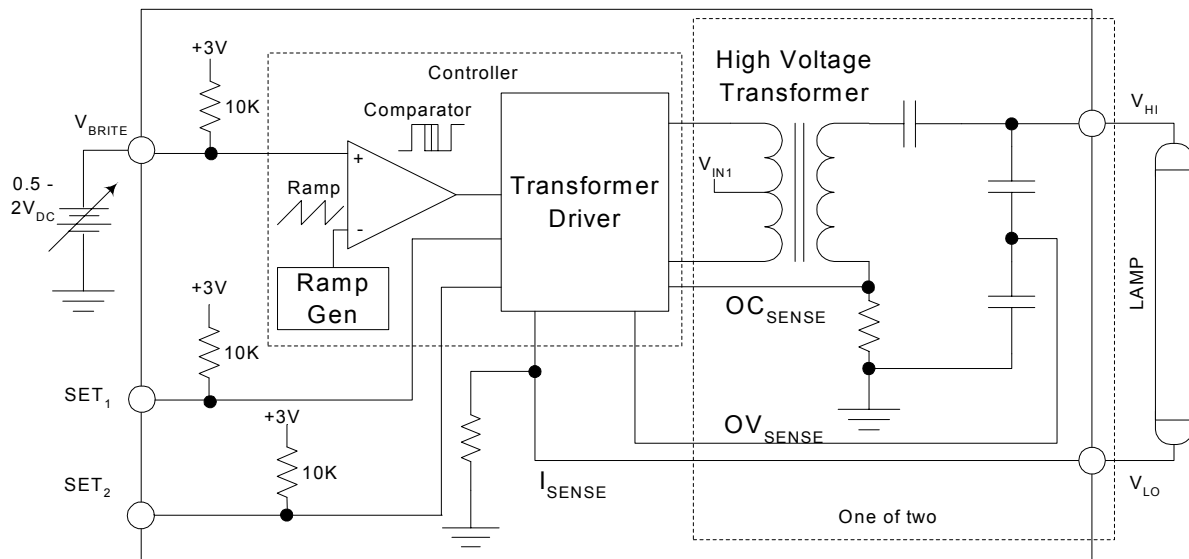 +3V
10K
V_BRITE
0.5 -
2V_DC
Controller
Comparator
+
Ramp
-
Ramp
Gen
Transformer
Driver
High Voltage
Transformer
V_IN1
V_HI
LAMP
OC_SENSE
+3V
10K
SET_1
+3V
10K
SET_2
OV_SENSE
I_SENSE
V_LO
One of two